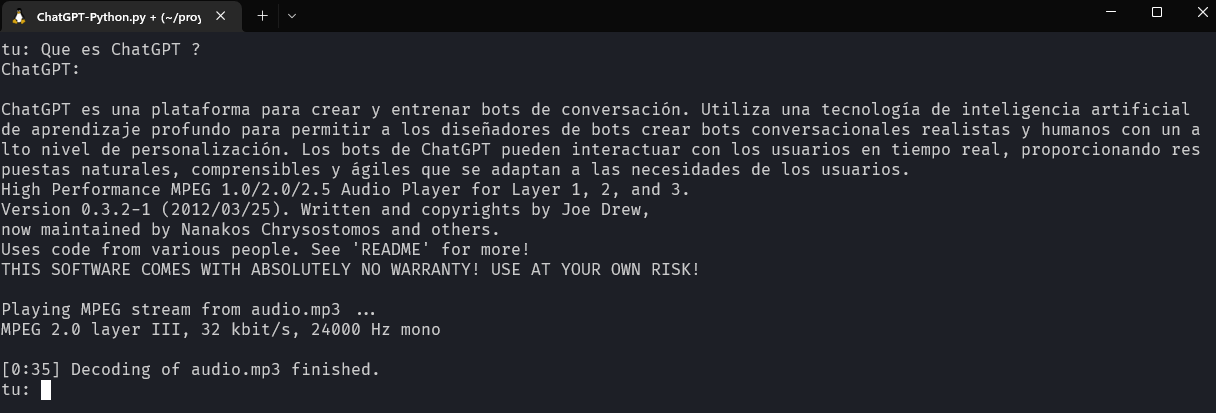 ChatGPT-Python.py + (~/proy
tu: Que es ChatGPT ?
ChatGPT:
ChatGPT es una plataforma para crear y entrenar bots de conversación. Utiliza una tecnología de inteligencia artificial
de aprendizaje profundo para permitir a los diseñadores de bots crear bots conversacionales realistas y humanos con un a
lto nivel de personalización. Los bots de ChatGPT pueden interactuar con los usuarios en tiempo real, proporcionando res
puestas naturales, comprensibles y ágiles que se adaptan a las necesidades de los usuarios.
High Performance MPEG 1.0/2.0/2.5 Audio Player for Layer 1, 2, and 3.
Version 0.3.2-1 (2012/03/25). Written and copyrights by Joe Drew,
now maintained by Nanakos Chrysostomos and others.
Uses code from various people. See 'README' for more!
THIS SOFTWARE COMES WITH ABSOLUTELY NO WARRANTY! USE AT YOUR OWN RISK!
Playing MPEG stream from audio.mp3 ...
MPEG 2.0 layer III, 32 kbit/s, 24000 Hz mono
[0:35] Decoding of audio.mp3 finished.
tu: